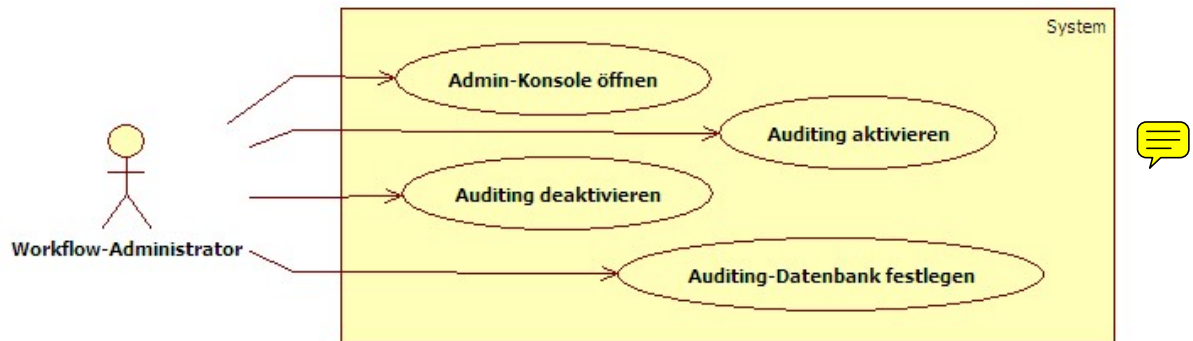 System
Admin-Konsole öffnen
Auditing aktivieren
Auditing deaktivieren
Workflow-Administrator
Auditing-Datenbank festlegen